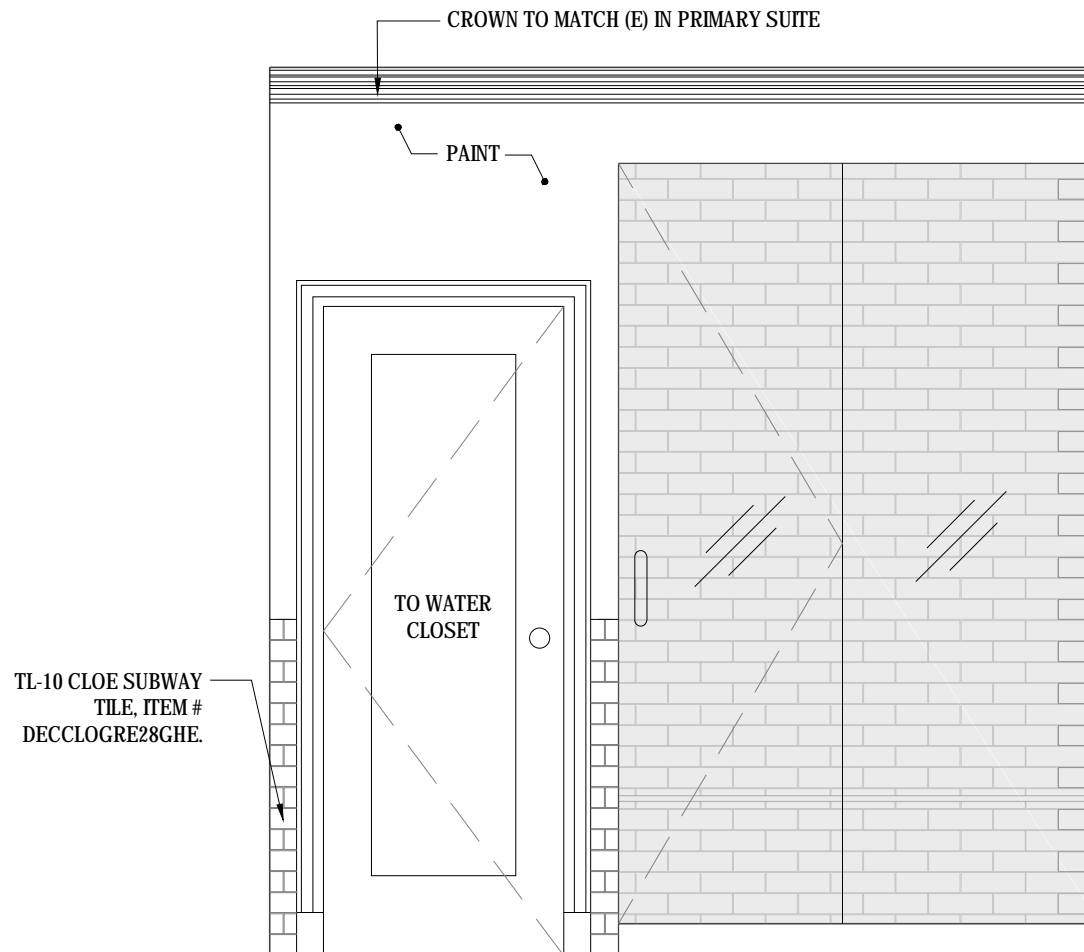 CROWN TO MATCH (E) IN PRIMARY SUITE
PAINT
TO WATER
CLOSET
TL-10 CLOE SUBWAY
TILE, ITEM #
DECCLOGRE28GHE.